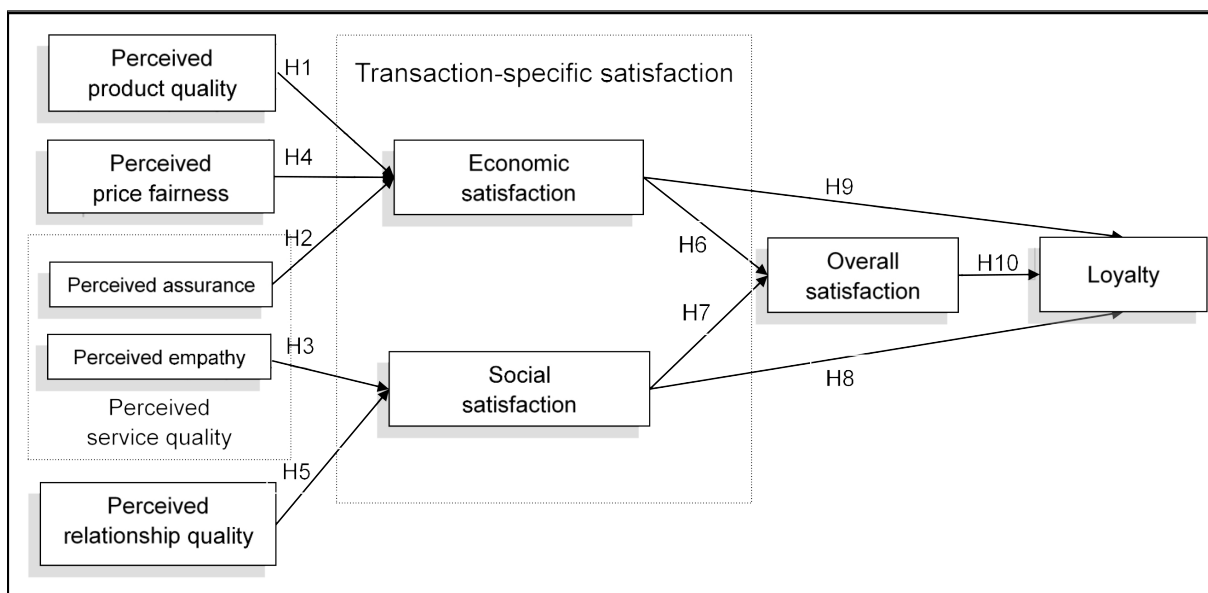 Perceived
product quality
H1
Transaction-specific satisfaction
Perceived
price fairness
H4
Economic
satisfaction
H9
H2
H6
Perceived assurance
Overall
satisfaction
H10
Loyalty
H7
Perceived empathy
H3
Social
satisfaction
H8
Perceived
service quality
H5
Perceived
relationship quality